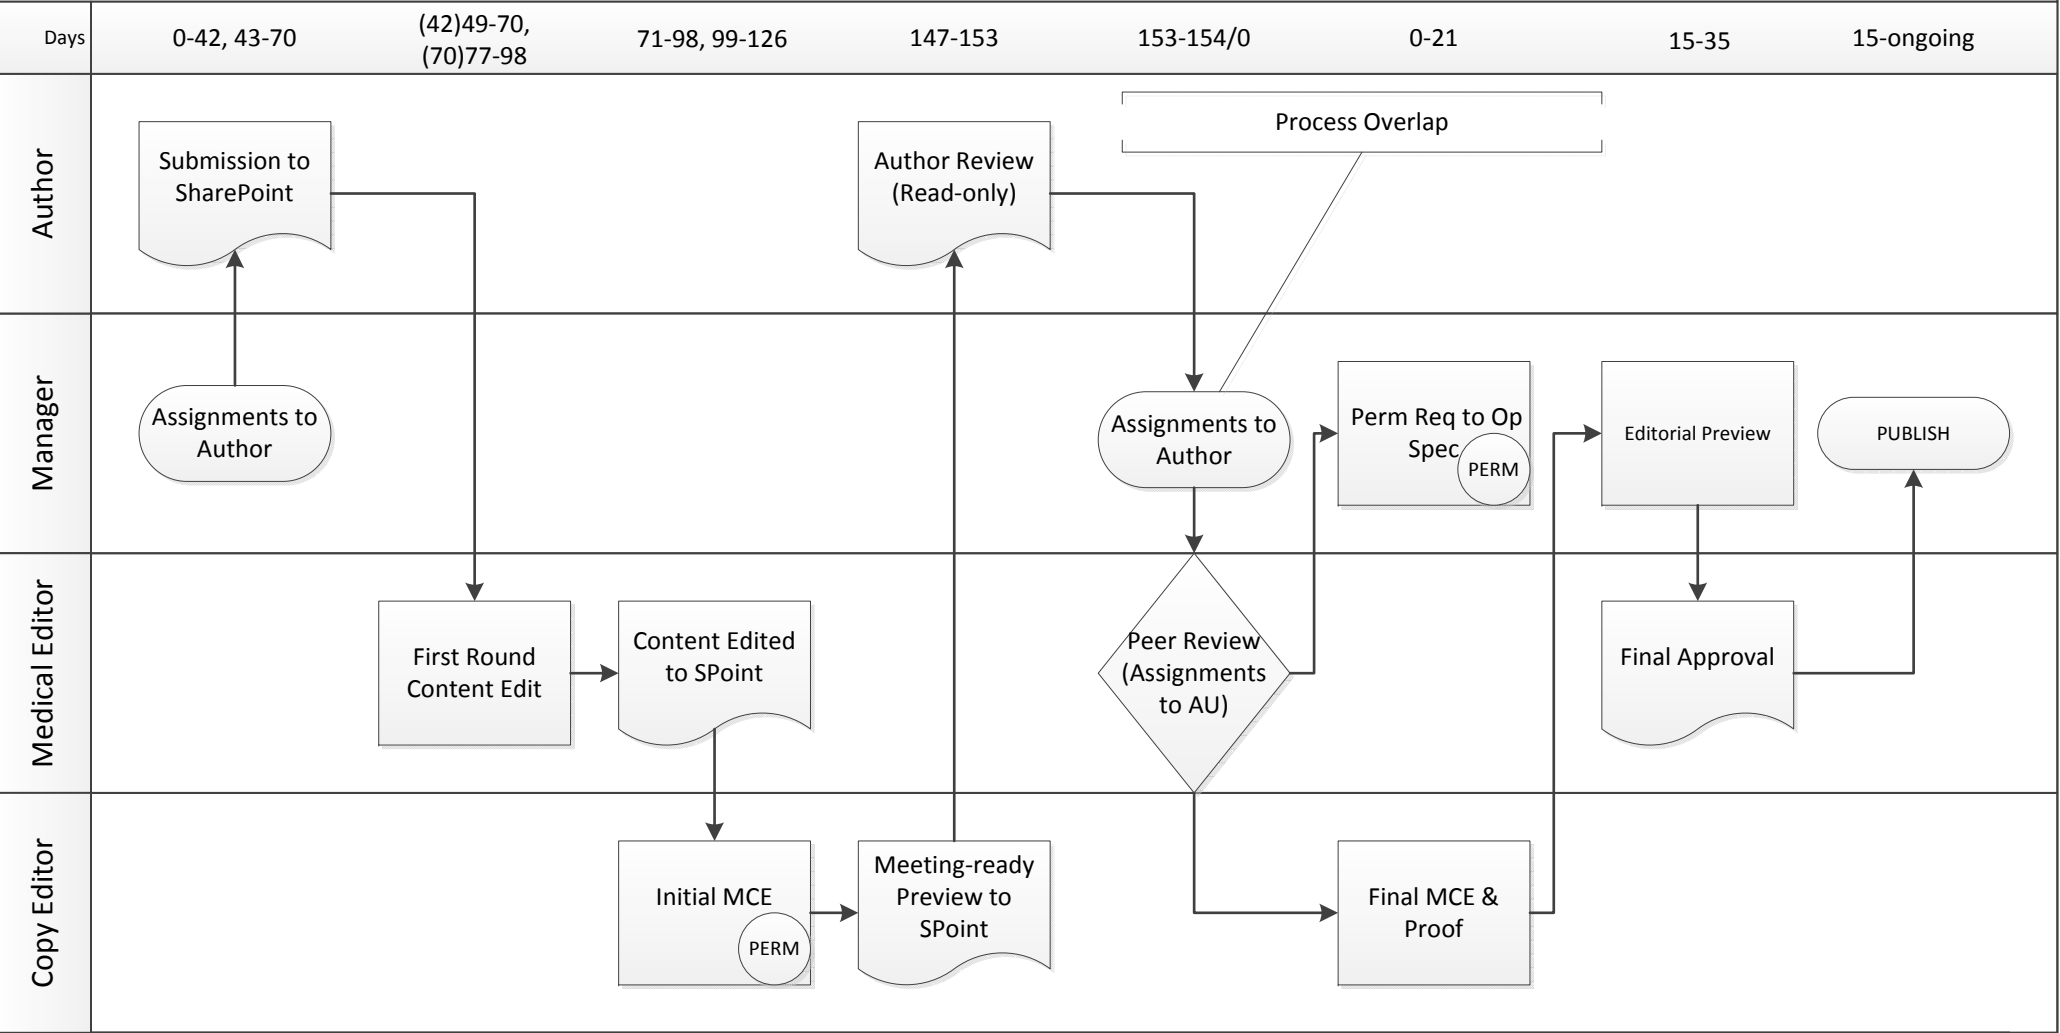 Days
0-42, 43-70
(42)49-70,
(70)77-98
71-98, 99-126
147-153
153-154/0
0-21
15-35
15-ongoing
Author
Submission to
SharePoint
Author Review
(Read-only)
Process Overlap
Manager
Assignments to
Author
Assignments to
Author
Perm Req to Op
Spec
PERM
Editorial Preview
PUBLISH
Medical Editor
First Round
Content Edit
Content Edited
to SPoint
Peer Review
(Assignments
to AU)
Final Approval
Copy Editor
Initial MCE
PERM
Meeting-ready
Preview to
SPoint
Final MCE &
Proof